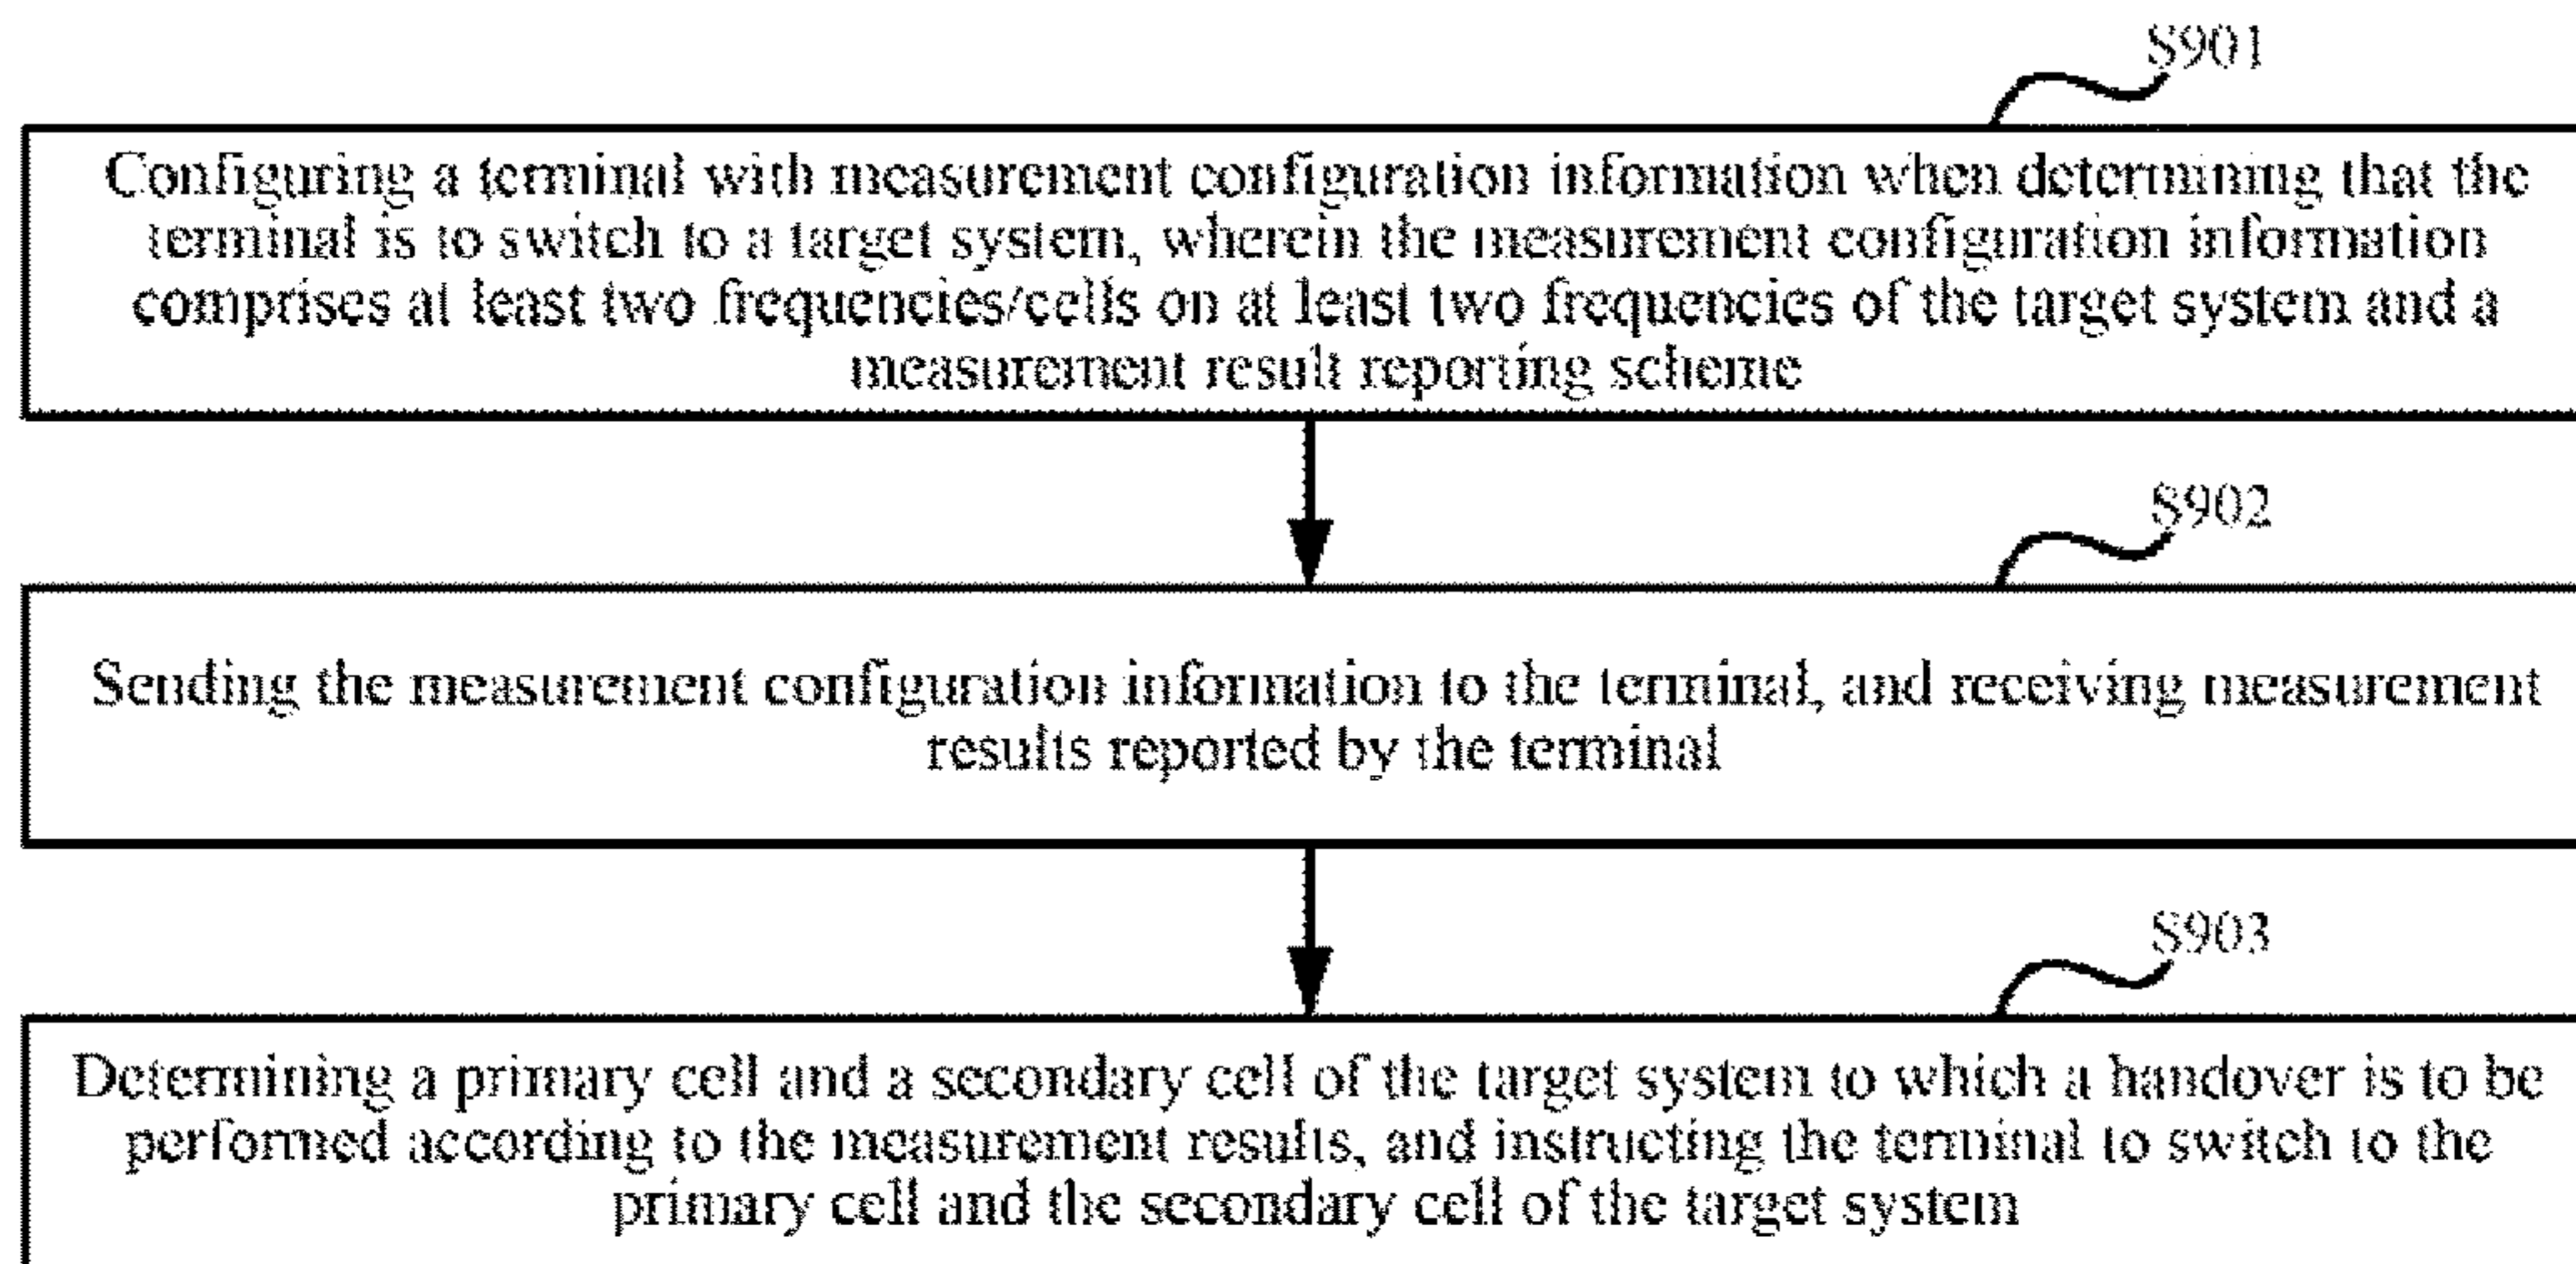 S901
Configuring a terminal with measurement configuration information when determining that the
terminal is to switch to a target system, wherein the measurement configuration information
comprises at least two frequencies/cells on at least two frequencies of the target system and a
measurement result reporting scheme
S902
Sending the measurement configuration information to the terminal, and receiving measurement
results reported by the terminal
S903
Determining a primary cell and a secondary cell of the target system to which a handover is to be
performed according to the measurement results, and instructing the terminal to switch to the
primary cell and the secondary cell of the target system